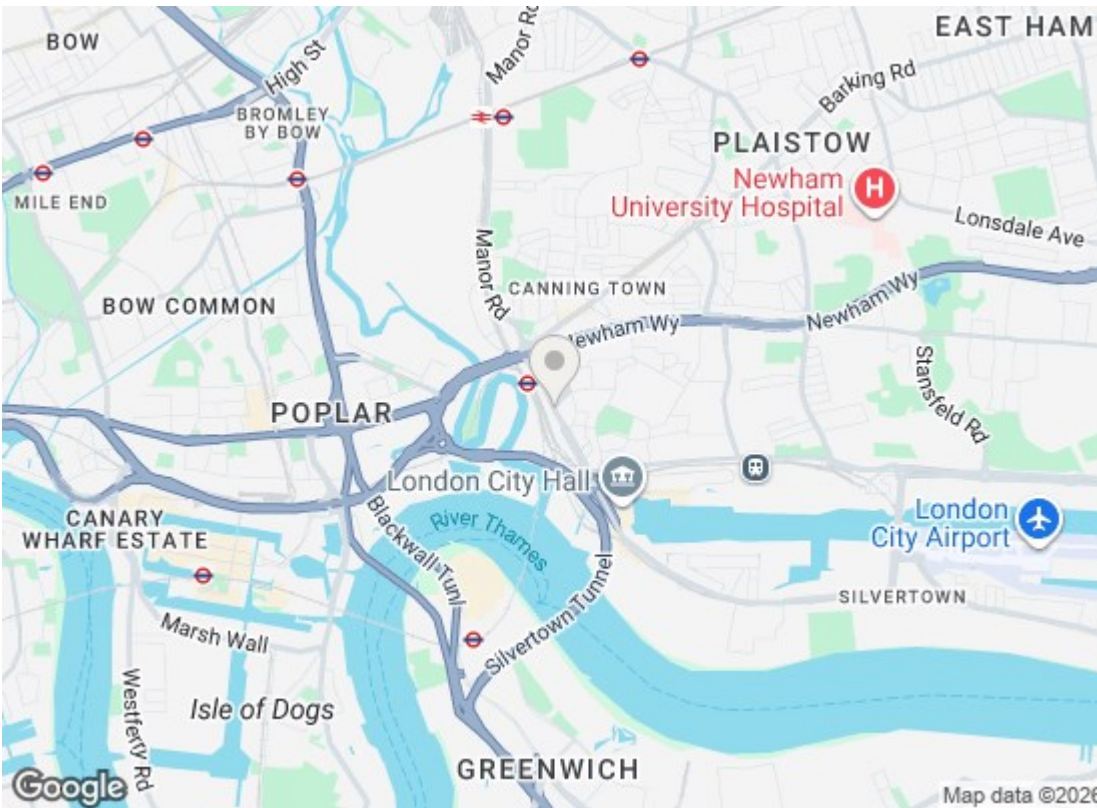 BOW
High St
Manor Rd
EAST HAM
Barking Rd
BROMLEY
BY BOW
PLAISTOW
Newham
University Hospital
H
MILE END
Lonsdale Ave
Manor Rd
CANNING TOWN
BOW COMMON
Newham Wy
Newham Wy
Stansfeld Rd
POPLAR
London City Hall
London
City Airport
CANARY
WHARF ESTATE
River Thames
Blackwall Tunl
Silvertown Tunnel
SILVERTOWN
Marsh Wall
Westferry Rd
Isle of Dogs
GREENWICH
Google
Map data ©2026